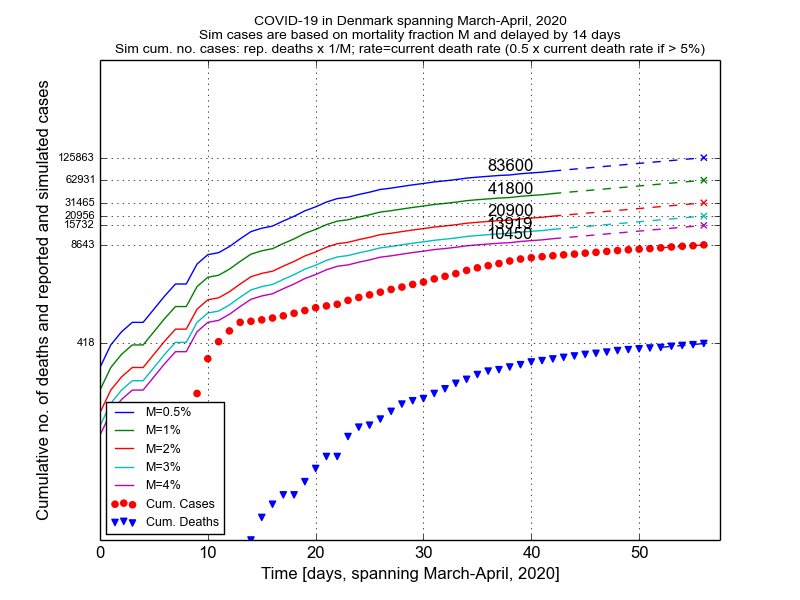 COVID-19 in Denmark spanning March-April, 2020
Sim cases are based on mortality fraction M and delayed by 14 days
Sim cum. no. cases: rep. deaths x 1/M; rate=current death rate (0.5 x current death rate if > 5%)
Cumulative no. of deaths and reported and simulated cases
125863
62931
31465
20956
15732
8643
418
83600
41800
20900
13919
10450
M=0.5%
M=1%
M=2%
M=3%
M=4%
Cum. Cases
Cum. Deaths
0 10 20 30 40 50
Time [days, spanning March-April, 2020]